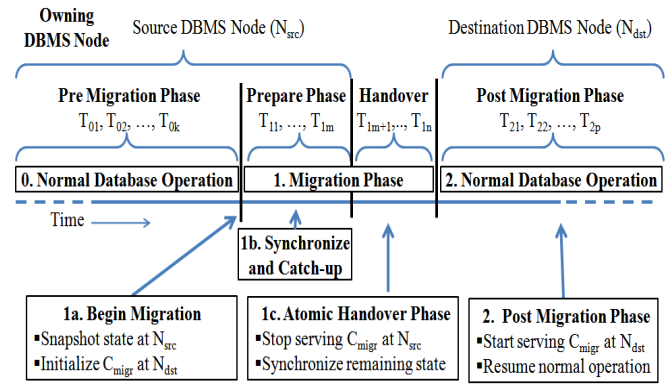 Owning
DBMS Node
Source DBMS Node (Nsrc)
Destination DBMS Node (Ndst)
Pre Migration Phase
T01, T02, …, T0k
Prepare Phase
T11, …, T1m
Handover
T1m+1,.., T1n
Post Migration Phase
T21, T22, …, T2p
0. Normal Database Operation
1. Migration Phase
2. Normal Database Operation
Time
1b. Synchronize
and Catch-up
1a. Begin Migration
▪Snapshot state at Nsrc
▪Initialize Cmigr at Ndst
1c. Atomic Handover Phase
▪Stop serving Cmigr at Nsrc
▪Synchronize remaining state
2. Post Migration Phase
▪Start serving Cmigr at Ndst
▪Resume normal operation